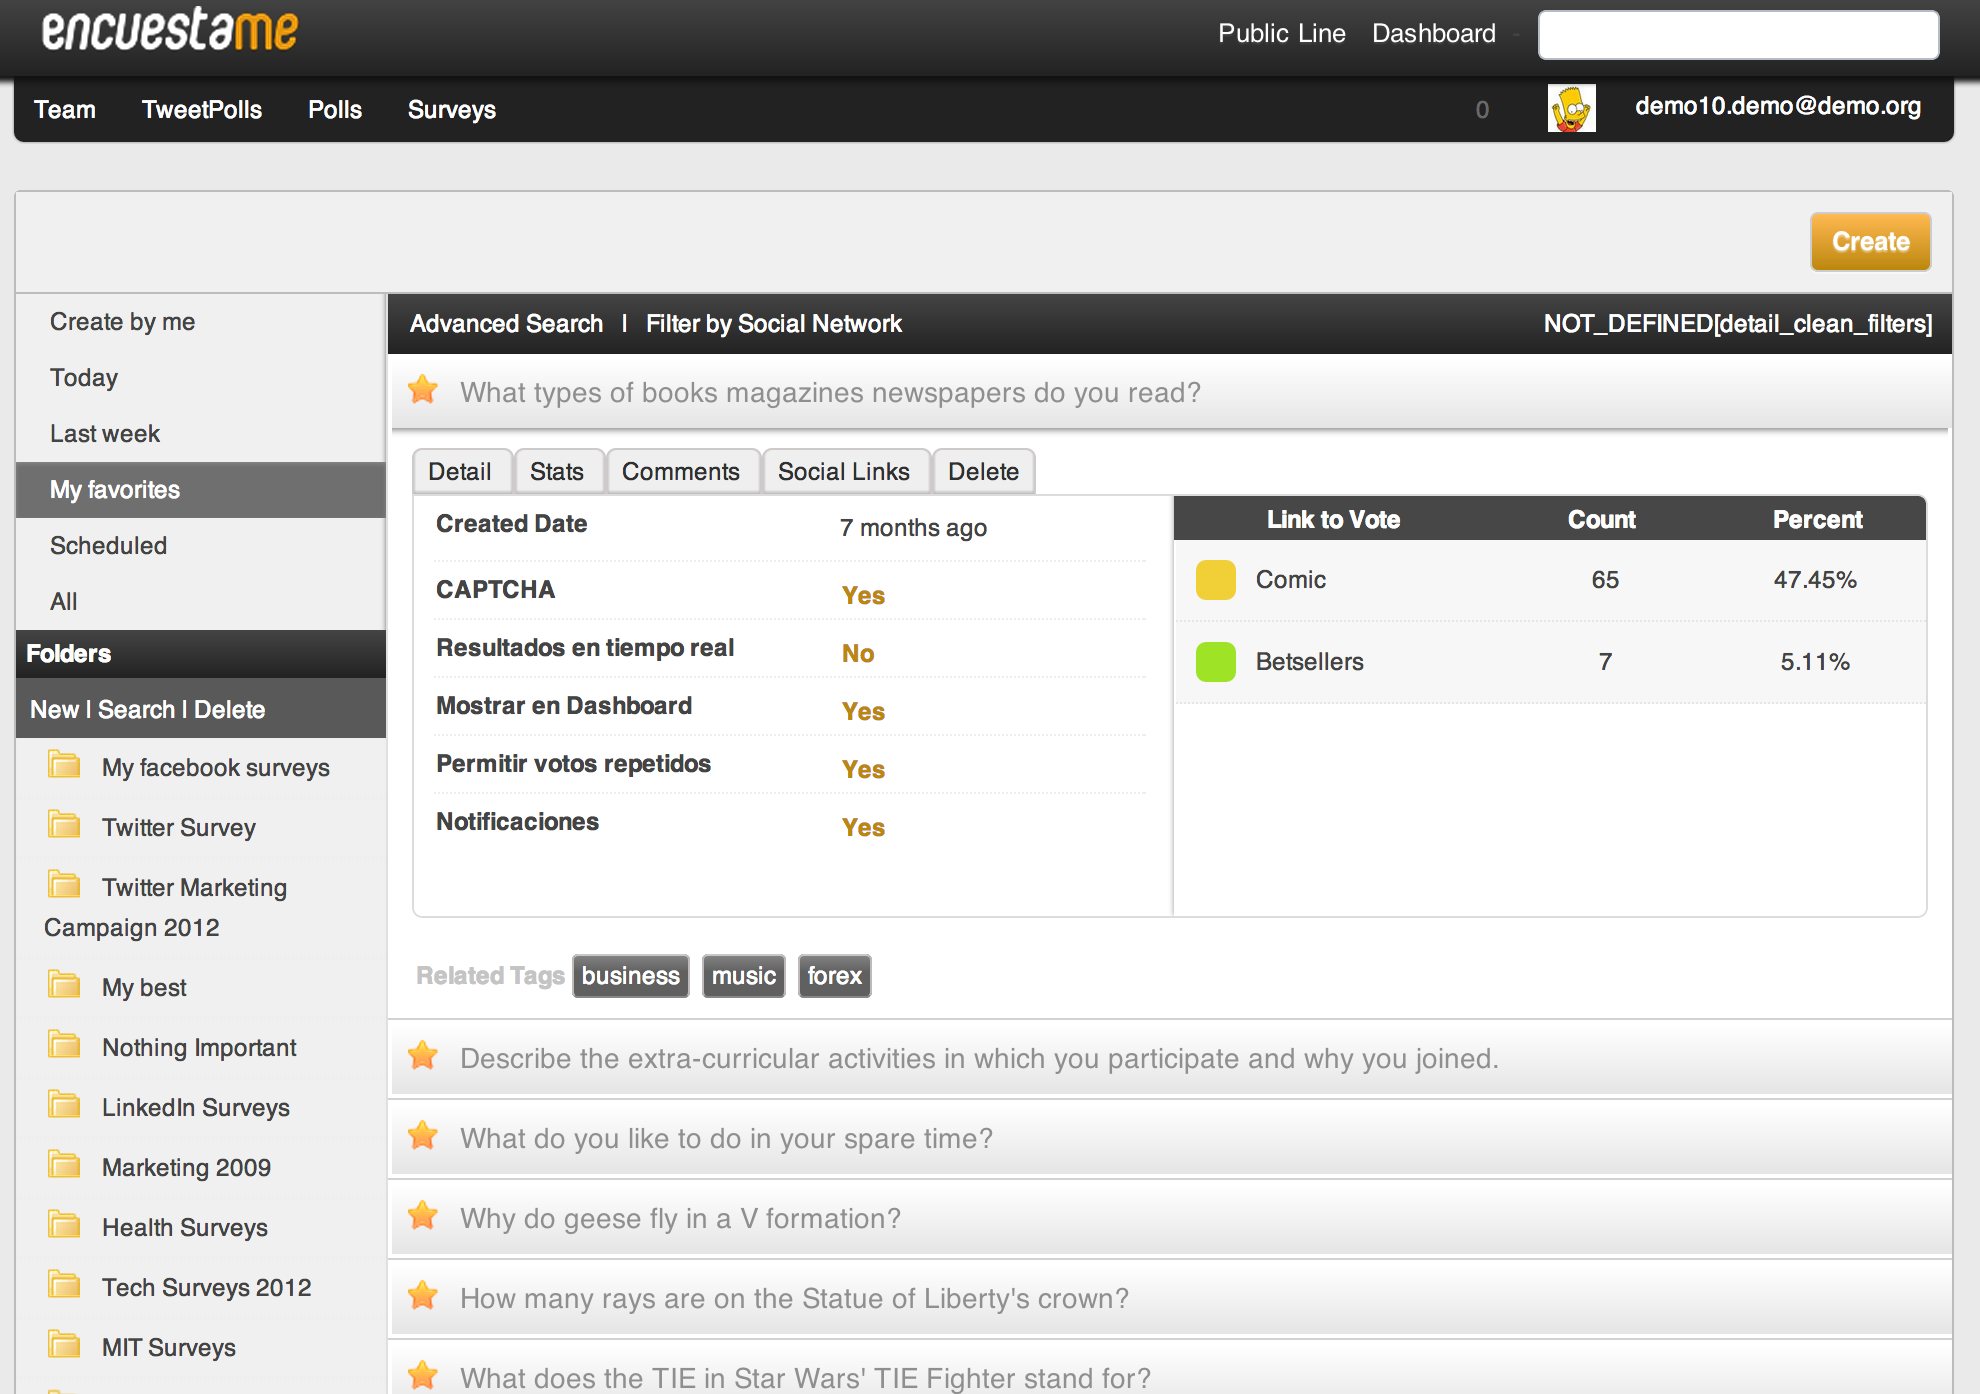 encuestame
Public Line Dashboard -
Team TweetPolls Polls Surveys 0 demo10.demo@demo.org
Create
Create by me
Today
Last week
My favorites
Scheduled
All
Folders
New | Search | Delete
My facebook surveys
Twitter Survey
Twitter Marketing
Campaign 2012
My best
Nothing Important
LinkedIn Surveys
Marketing 2009
Health Surveys
Tech Surveys 2012
MIT Surveys
Advanced Search | Filter by Social Network NOT_DEFINED[detail_clean_filters]
What types of books magazines newspapers do you read?
Detail Stats Comments Social Links Delete
Created Date 7 months ago
CAPTCHA Yes
Resultados en tiempo real No
Mostrar en Dashboard Yes
Permitir votos repetidos Yes
Notificaciones Yes
Link to Vote Count Percent
Comic 65 47.45%
Betsellers 7 5.11%
Related Tags business music forex
Describe the extra-curricular activities in which you participate and why you joined.
What do you like to do in your spare time?
Why do geese fly in a V formation?
How many rays are on the Statue of Liberty's crown?
What does the TIE in Star Wars' TIE Fighter stand for?